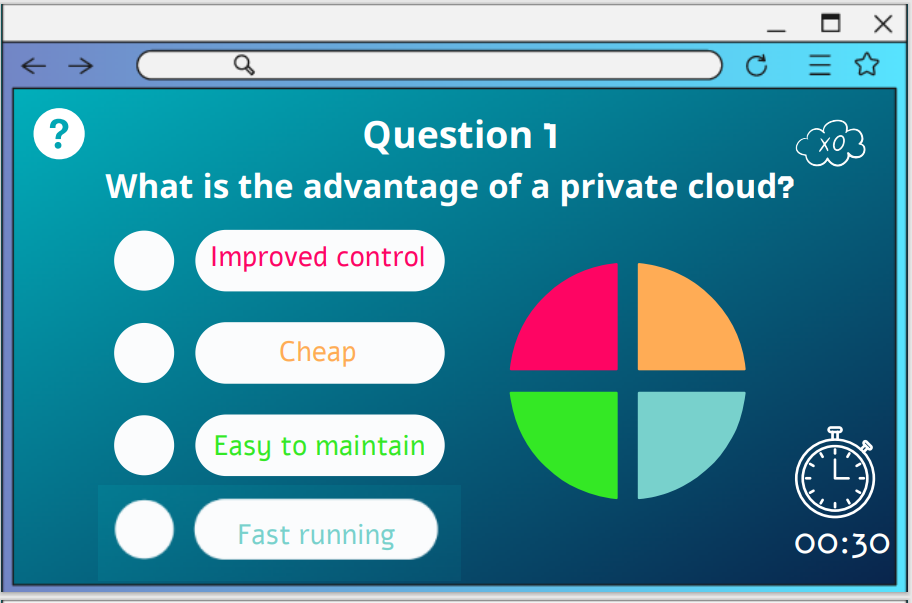 ?
Question 1
XO
What is the advantage of a private cloud?
Improved control
Cheap
Easy to maintain
Fast running
00:30